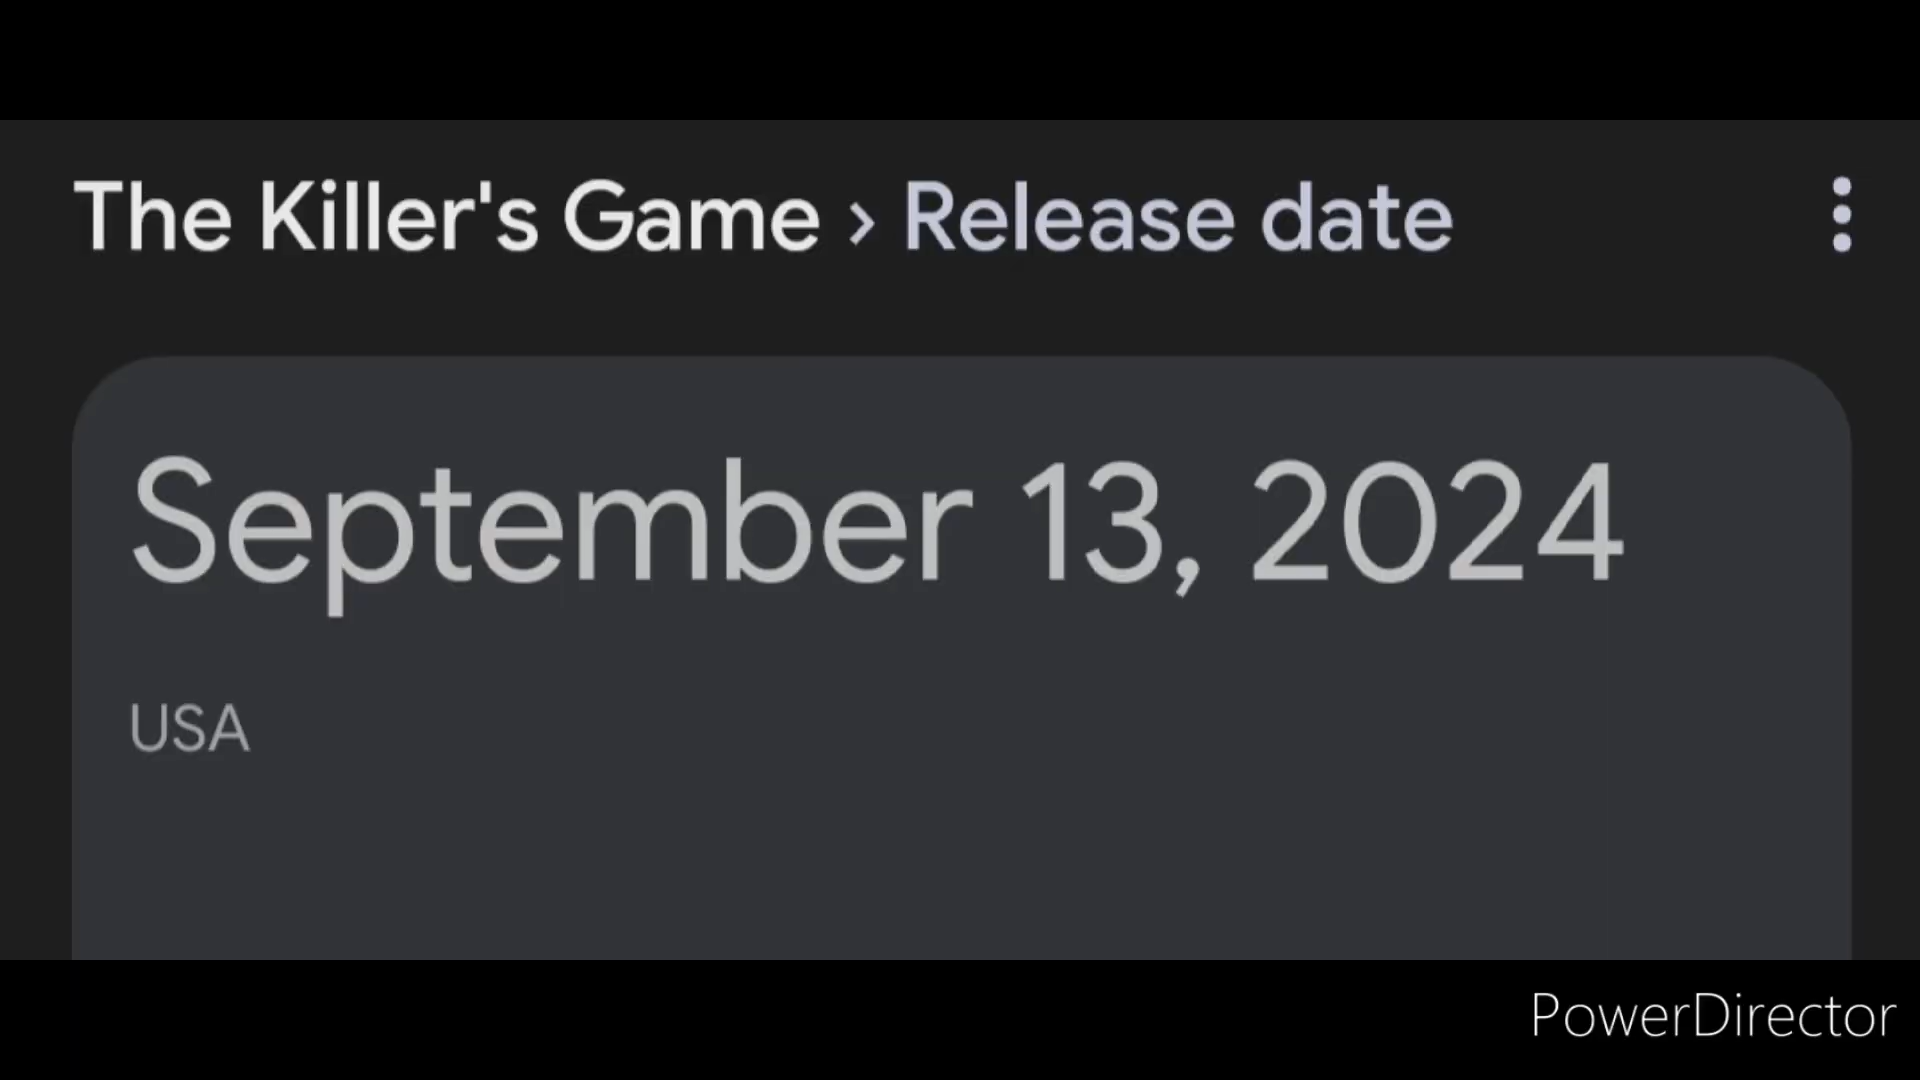 The Killer's Game › Release date
September 13, 2024
USA
PowerDirector